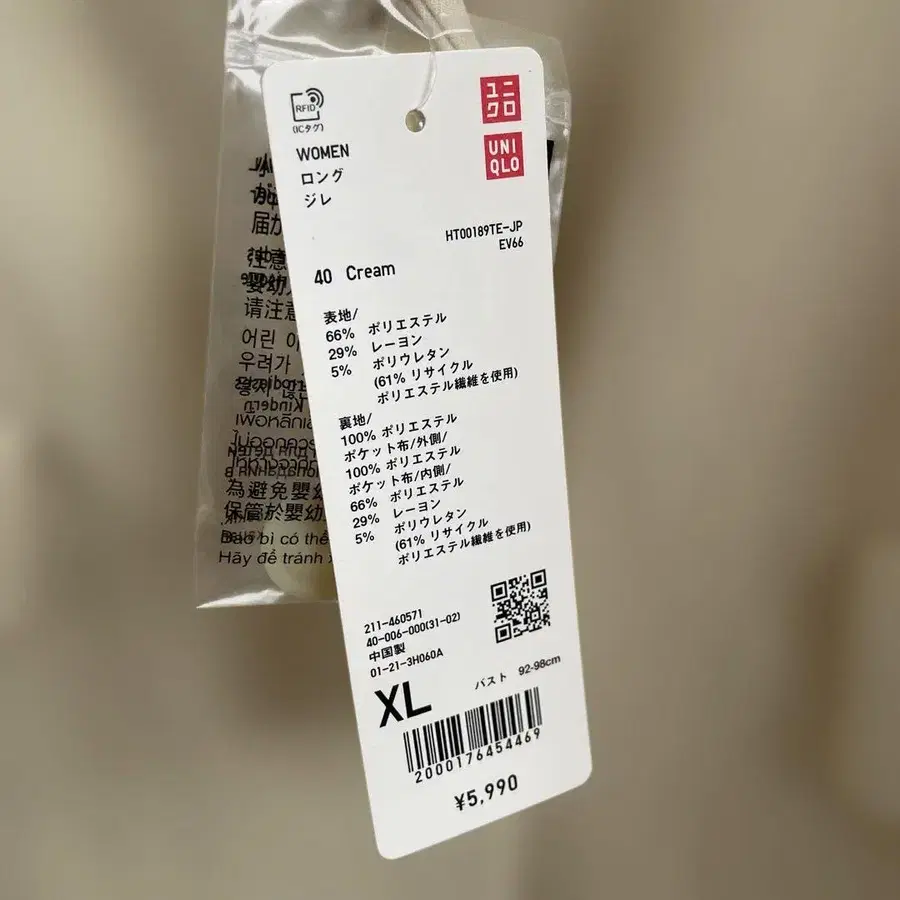 RFID
(ICタグ)
ユニ
クロ
UNI
QLO
WOMEN
ロング
ジレ
HT00189TE-JP
EV66
40 Cream
表地/
66% ポリエステル
29% レーヨン
5% ポリウレタン
(61% リサイクル
ポリエステル繊維を使用)
裏地/
100% ポリエステル
ポケット布/外側/
100% ポリエステル
ポケット布/内側/
66% ポリエステル
29% レーヨン
5% ポリウレタン
(61% リサイクル
ポリエステル繊維を使用)
211-460571
40-006-000(31-02)
中国製
01-21-3H060A
XL
バスト 92-98cm
2000176454469
¥5,990
注意
嬰幼
请注意
어린
우려가
為避免嬰幼
保管於嬰幼
Bao bì có thể
Hãy để tránh